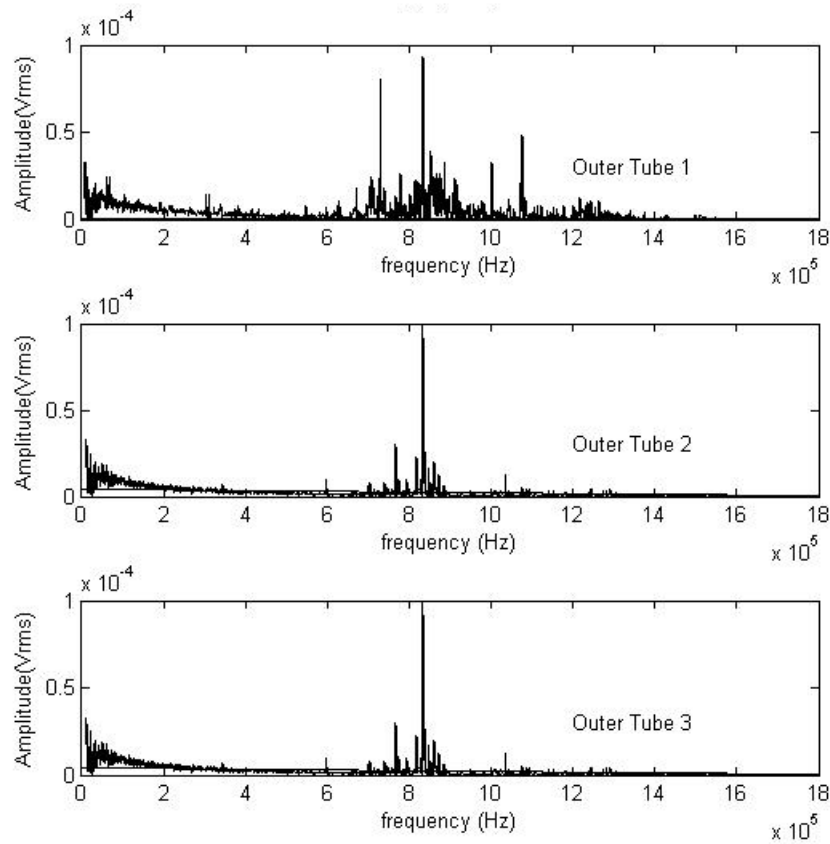 x 10-4
1
0.5
0
Amplitude(Vrms)
Outer Tube 1
0 2 4 6 8 10 12 14 16 18
frequency (Hz)
x 10 5
x 10-4
1
0.5
0
Amplitude(Vrms)
Outer Tube 2
0 2 4 6 8 10 12 14 16 18
frequency (Hz)
x 10 5
x 10-4
1
0.5
0
Amplitude(Vrms)
Outer Tube 3
0 2 4 6 8 10 12 14 16 18
frequency (Hz)
x 10 5